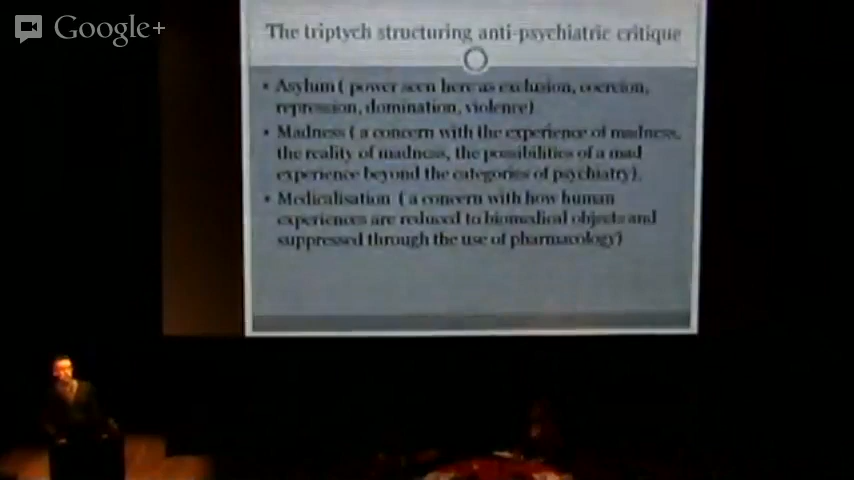 Google+
The triptych structuring anti-psychiatric critique
• Asylum ( power seen here as exclusion, coercion,
repression, domination, violence)
• Madness ( a concern with the experience of madness,
the reality of madness, the possibilities of a mad
experience beyond the categories of psychiatry).
• Medicalisation ( a concern with how human
experiences are reduced to biomedical objects and
suppressed through the use of pharmacology)